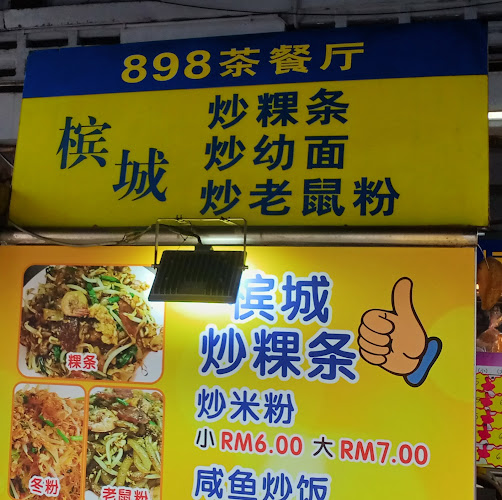 898茶餐厅
槟城
炒粿条
炒幼面
炒老鼠粉
槟城
炒粿条
炒米粉
小 RM6.00 大 RM7.00
咸鱼炒饭
粿条
冬粉
老鼠粉